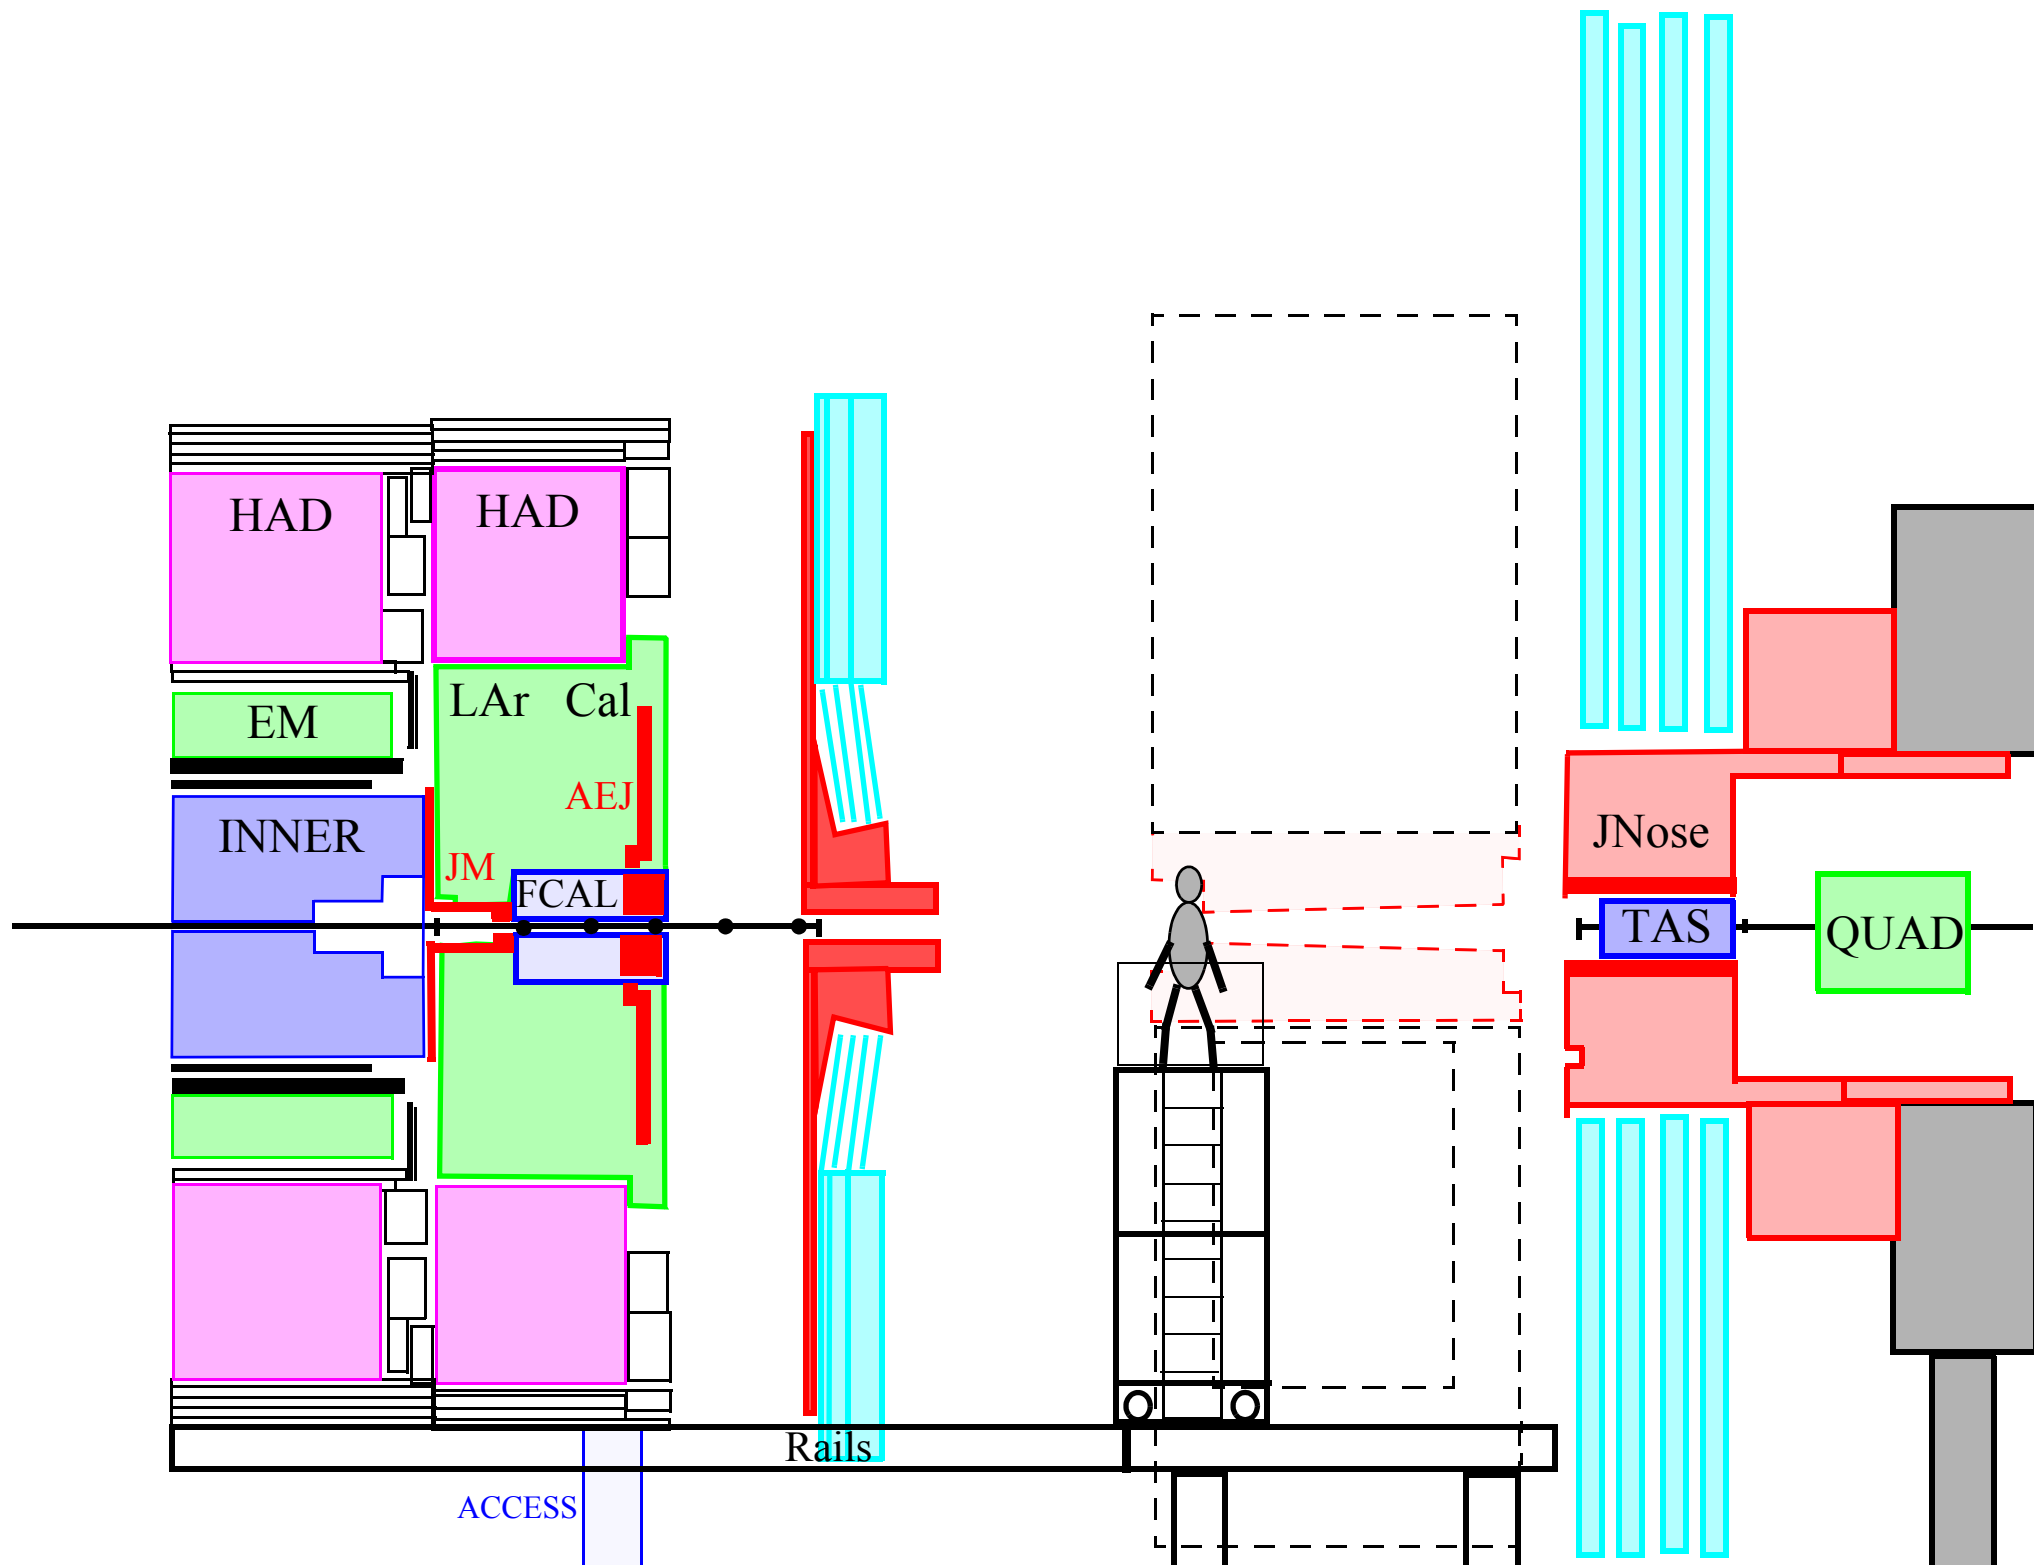 HAD
HAD
LAr Cal
EM
AEJ
INNER
JNose
JM
FCAL
TAS
QUAD
Rails
ACCESS